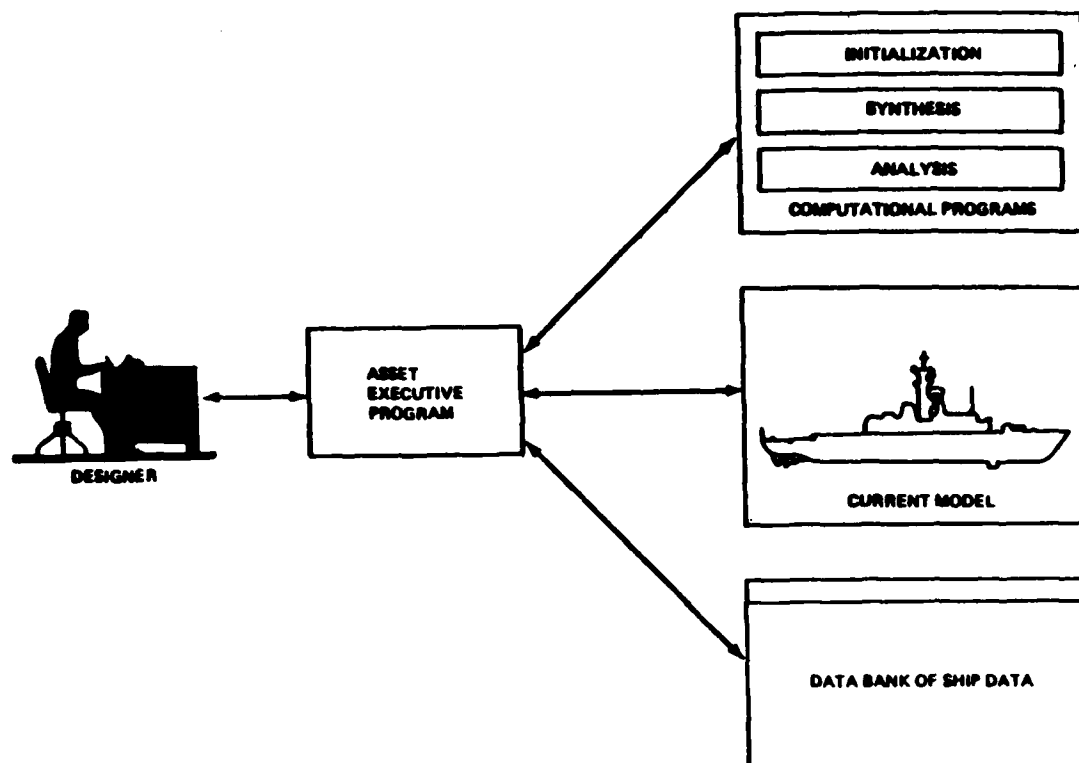 INITIALIZATION
SYNTHESIS
ANALYSIS
COMPUTATIONAL PROGRAMS
ASSET
EXECUTIVE
PROGRAM
DESIGNER
CURRENT MODEL
DATA BANK OF SHIP DATA